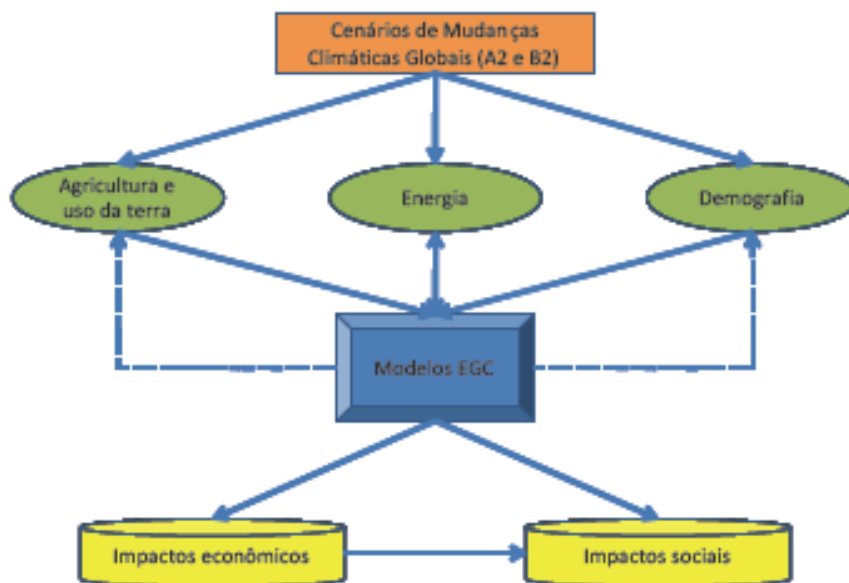 Cenários de Mudanças
Climáticas Globais (A2 e B2)
Agricultura e
uso da terra
Energia
Demografia
Modelos EGC
Impactos econômicos
Impactos sociais